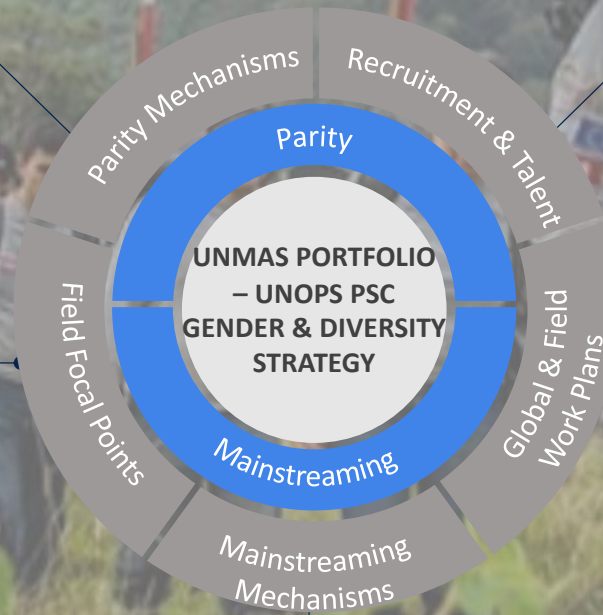 Parity Mechanisms
Recruitment & Talent
Parity
UNMAS PORTFOLIO
– UNOPS PSC
GENDER & DIVERSITY
STRATEGY
Field Focal Points
Global & Field
Work Plans
Mainstreaming
Mainstreaming
Mechanisms